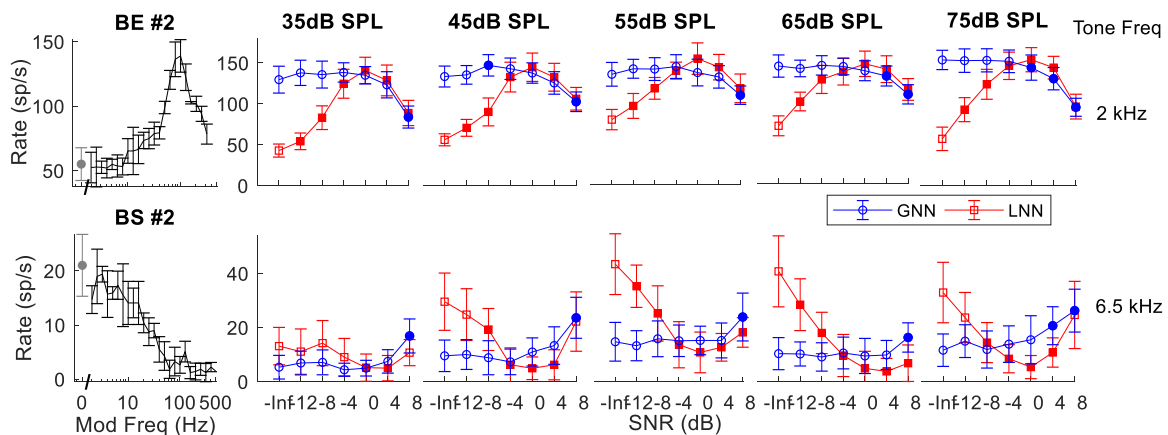 BE #2 35dB SPL 45dB SPL 55dB SPL 65dB SPL 75dB SPL Tone Freq
150
100
50
Rate (sp/s)
150
100
50
0
2 kHz
BS #2
GNN LNN
20
10
0
Rate (sp/s)
40
20
0
6.5 kHz
0 10 100 500
Mod Freq (Hz)
-Inf -12 -8 -4 0 4 8 -Inf -12 -8 -4 0 4 8 -Inf -12 -8 -4 0 4 8 -Inf -12 -8 -4 0 4 8 -Inf -12 -8 -4 0 4 8
SNR (dB)